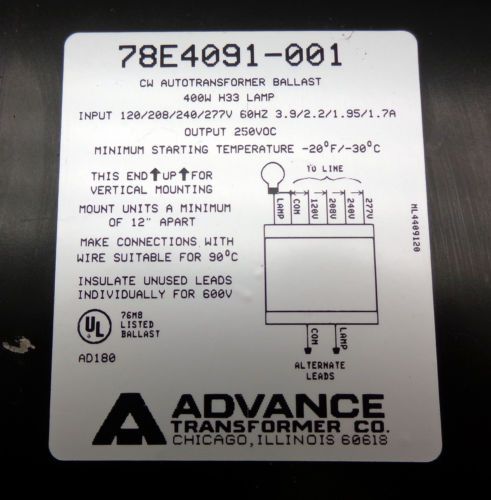 78E4091-001
CW AUTOTRANSFORMER BALLAST
400W H33 LAMP
INPUT 120/208/240/277V 60HZ 3.9/2.2/1.95/1.7A
OUTPUT 250VOC
MINIMUM STARTING TEMPERATURE -20°F/-30°C
THIS END ↑ UP ↑ FOR
VERTICAL MOUNTING
MOUNT UNITS A MINIMUM
OF 12" APART
MAKE CONNECTIONS WITH
WIRE SUITABLE FOR 90°C
INSULATE UNUSED LEADS
INDIVIDUALLY FOR 600V
UL
76M8
LISTED
BALLAST
AD180
TO LINE
LAMP
COM
120V
208V
240V
277V
COM
LAMP
ALTERNATE
LEADS
ML4409120
ADVANCE
TRANSFORMER CO.
CHICAGO, ILLINOIS 60618